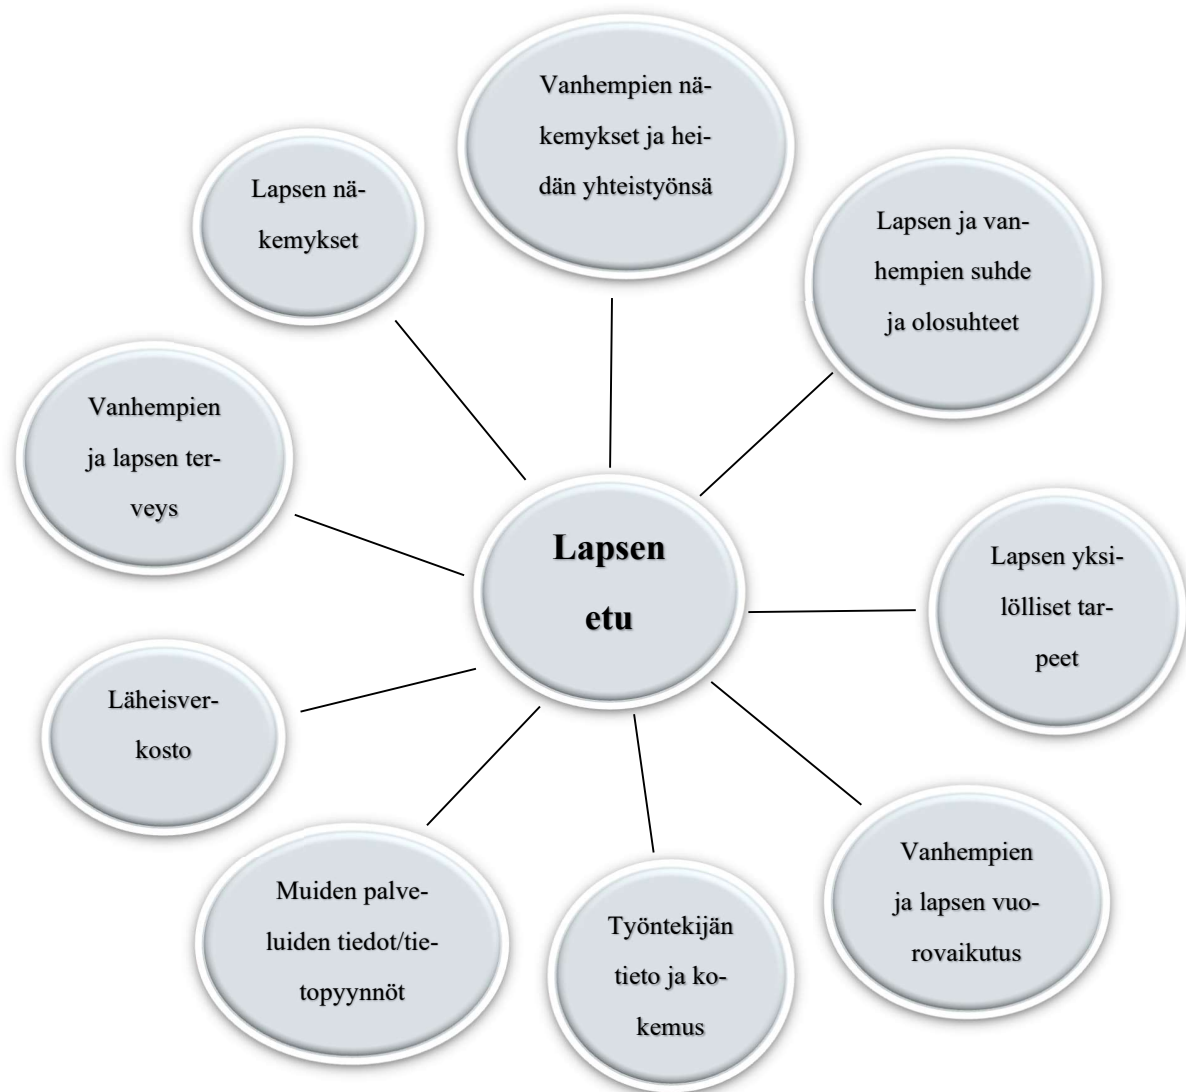 Vanhempien nä-
kemykset ja hei-
dän yhteistyönsä
Lapsen nä-
kemykset
Lapsen ja van-
hempien suhde
ja olosuhteet
Vanhempien
ja lapsen ter-
veys
Lapsen
etu
Lapsen yksi-
lölliset tar-
peet
Läheisver-
kosto
Vanhempien
ja lapsen vuo-
rovaikutus
Muiden palve-
luiden tiedot/tie-
topyynnöt
Työntekijän
tieto ja ko-
kemus